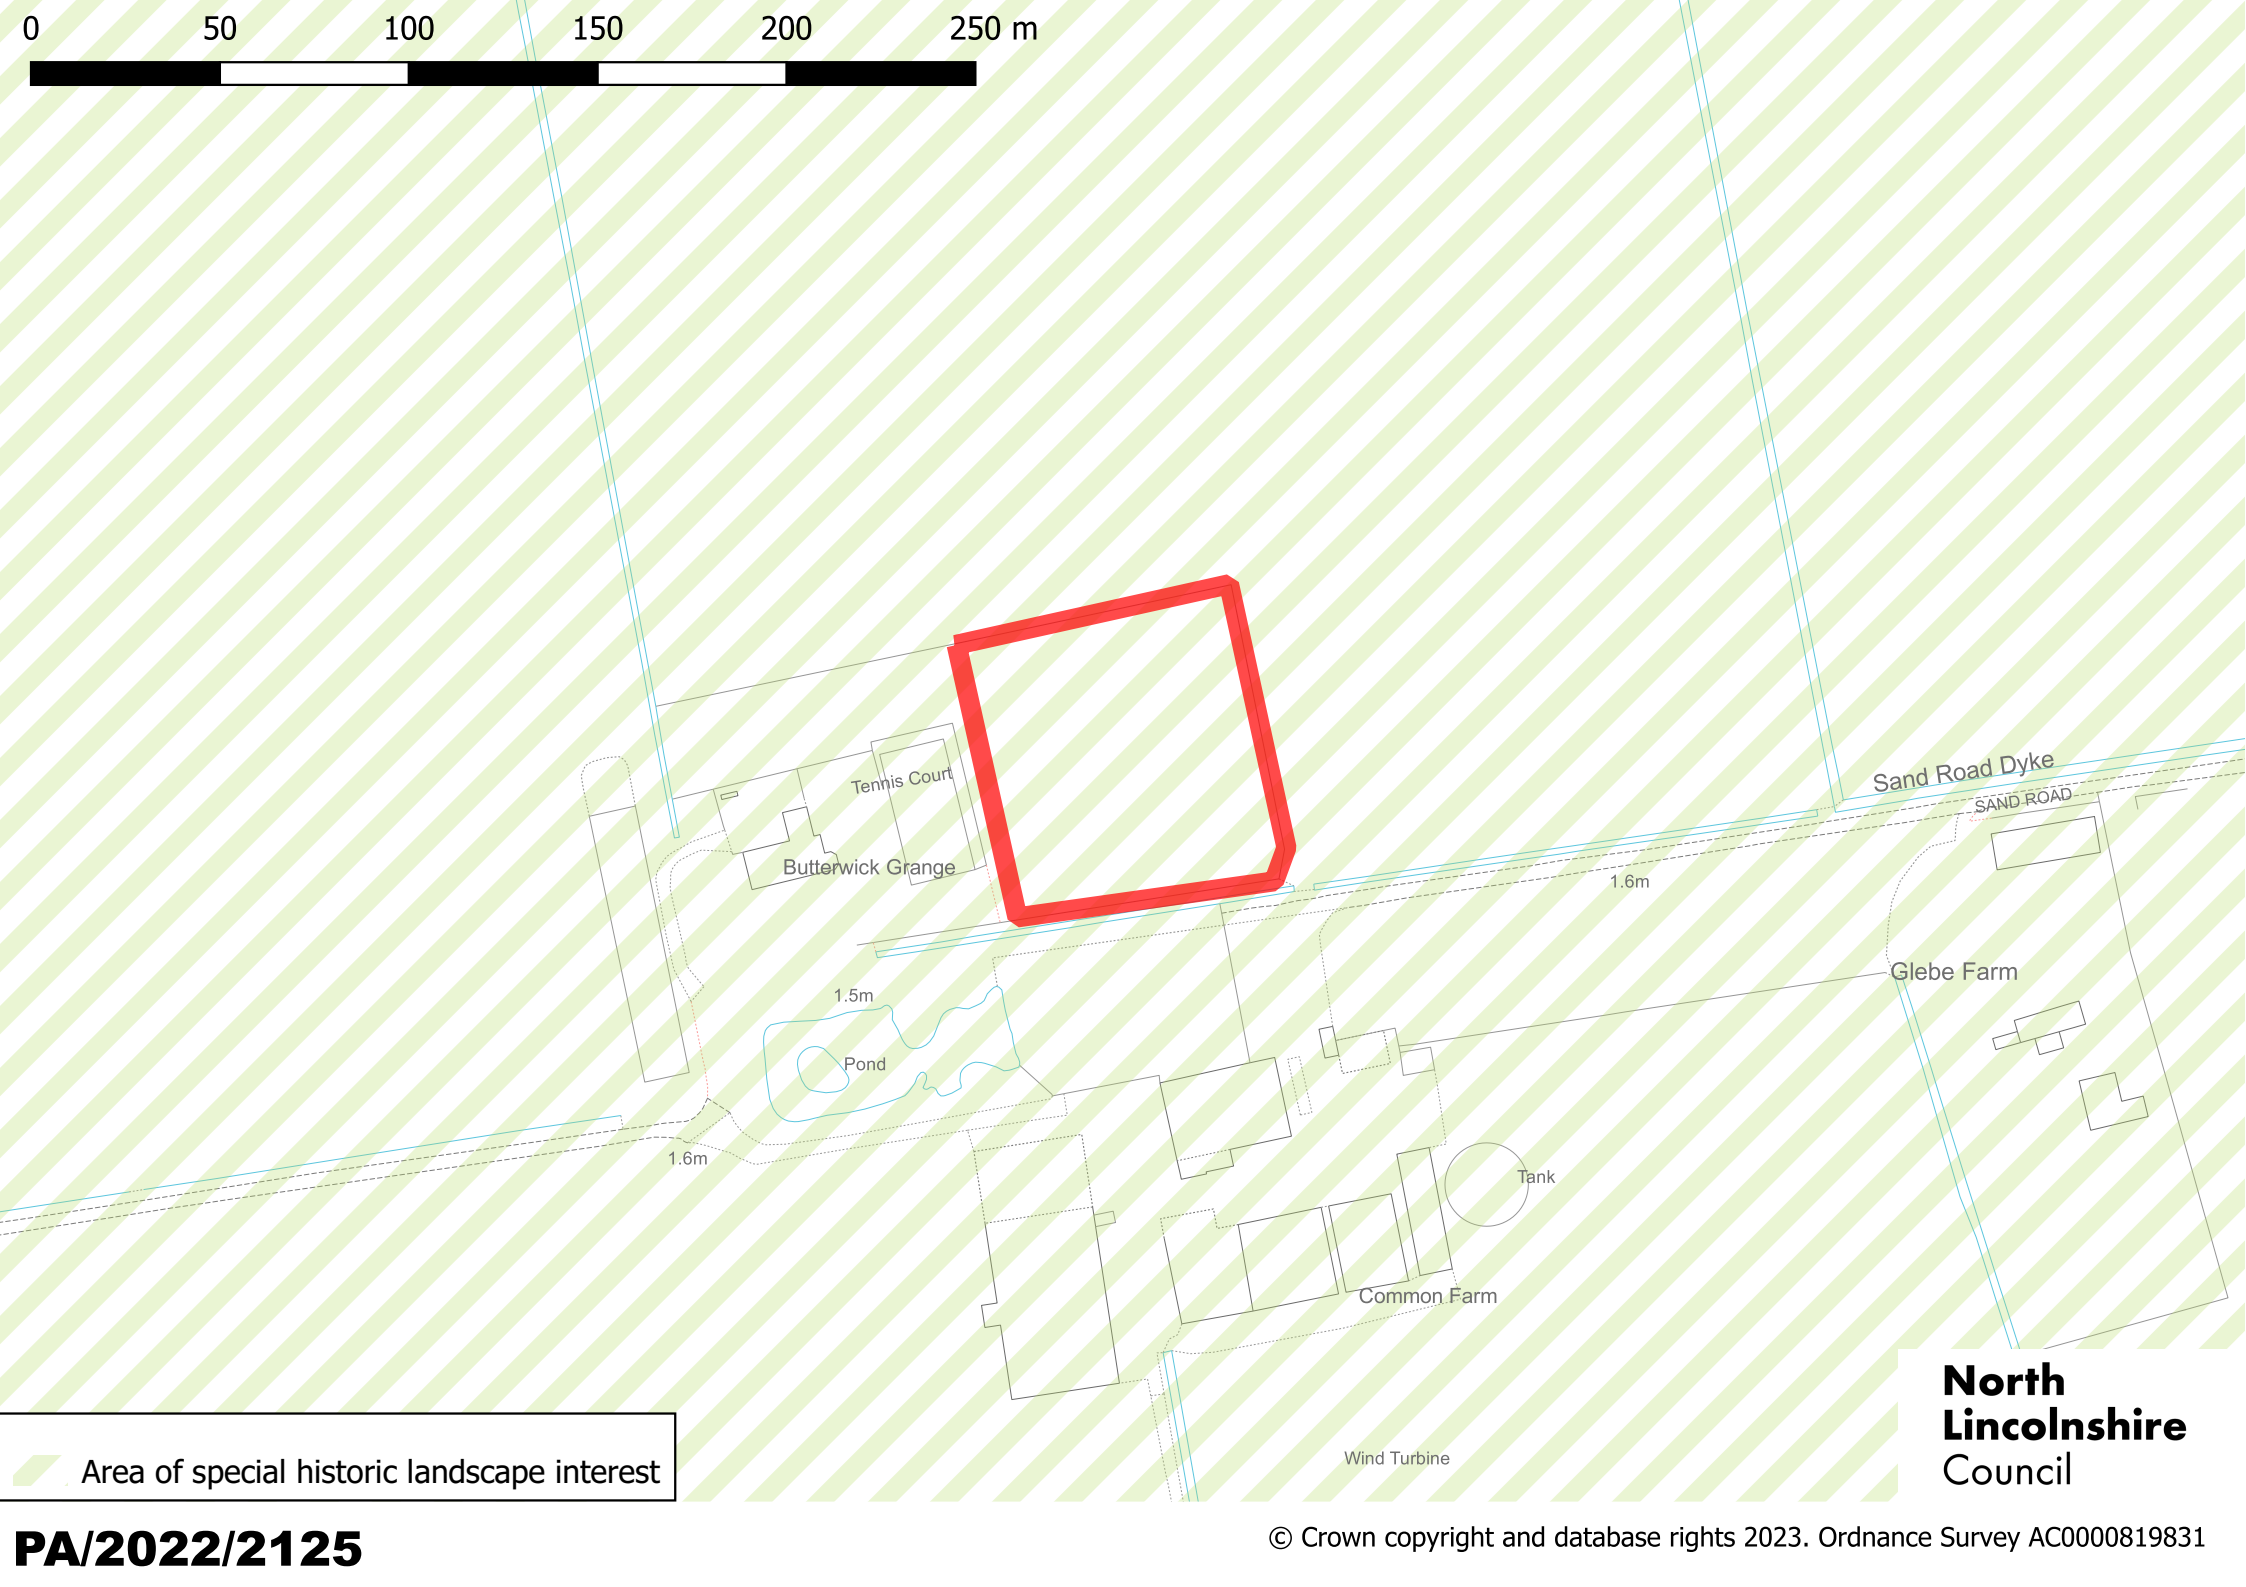 0 50 100 150 200 250 m
Sand Road Dyke
SAND ROAD
Tennis Court
Butterwick Grange
1.6m
Glebe Farm
1.5m
Pond
1.6m
Tank
Common Farm
Wind Turbine
Area of special historic landscape interest
North
Lincolnshire
Council
PA/2022/2125
© Crown copyright and database rights 2023. Ordnance Survey AC0000819831